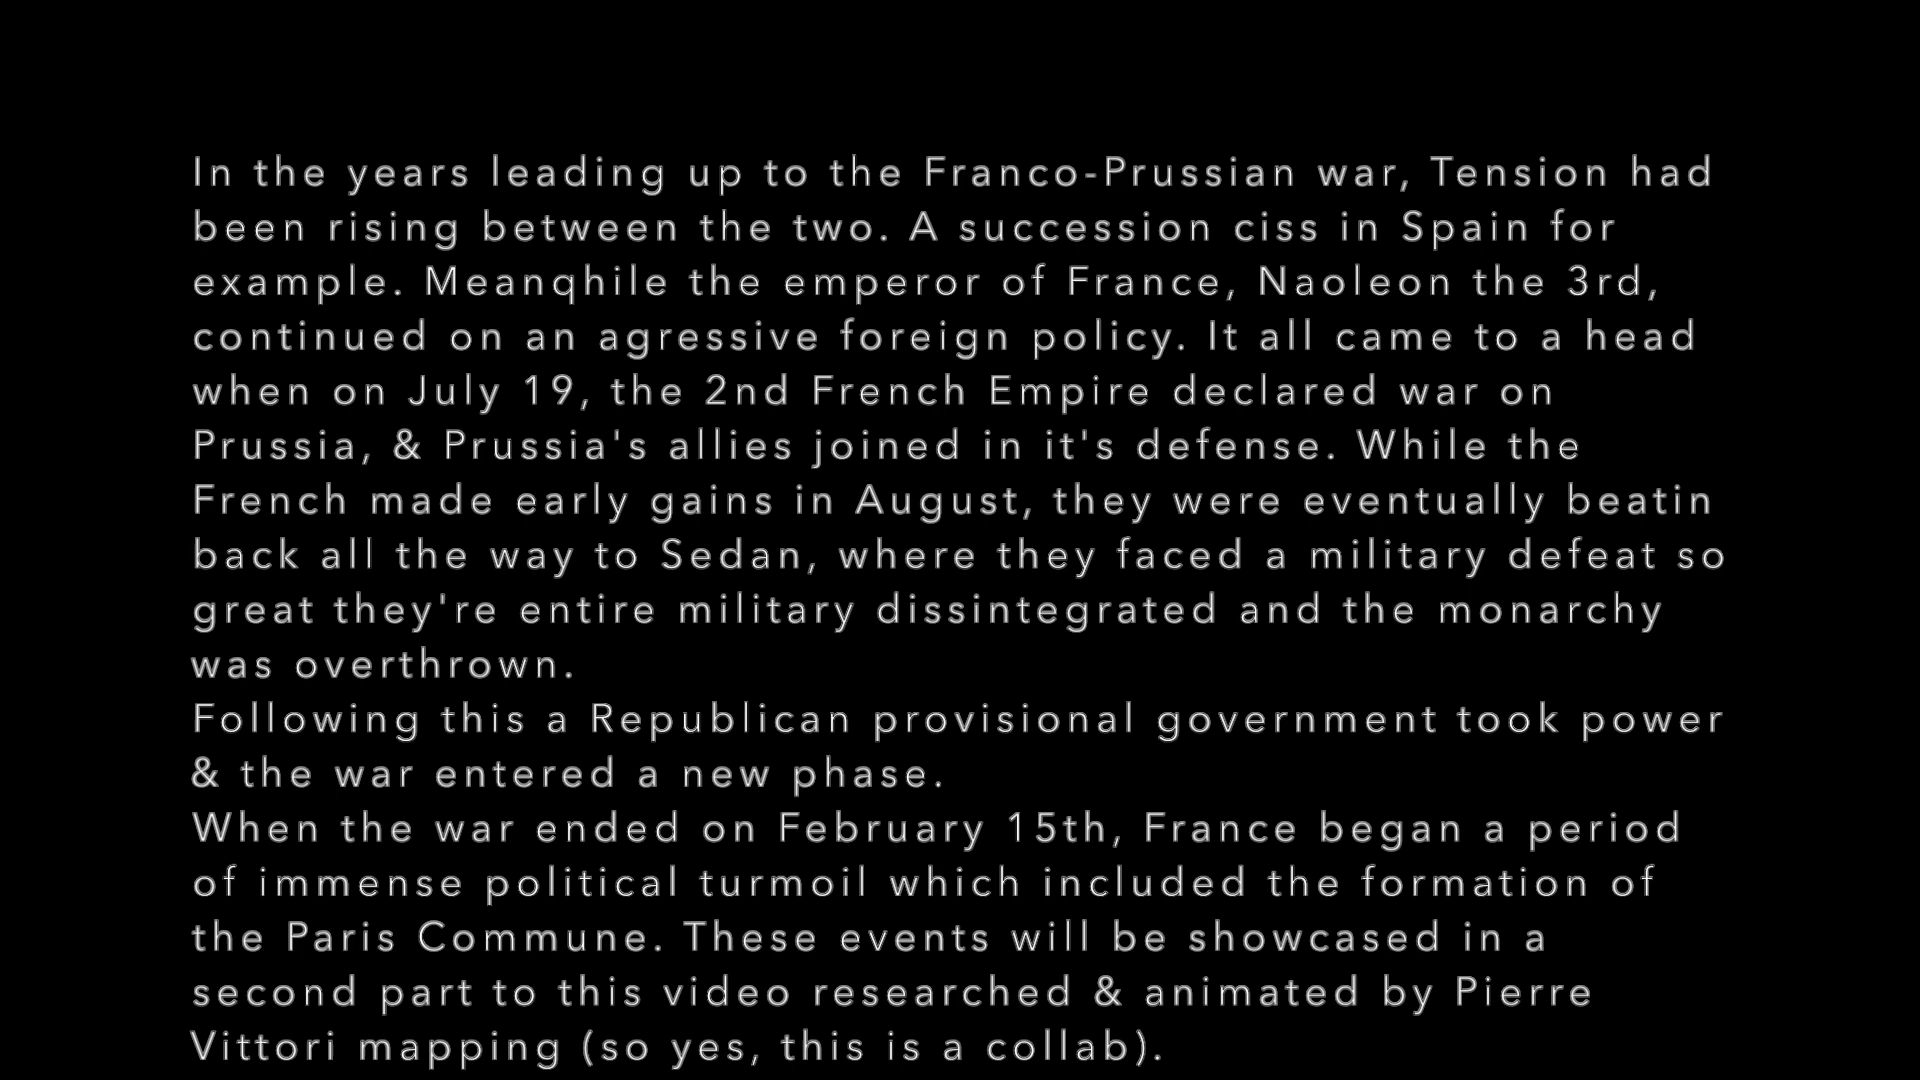 In the years leading up to the Franco-Prussian war, Tension had
been rising between the two. A succession ciss in Spain for
example. Meanqhile the emperor of France, Naoleon the 3rd,
continued on an agressive foreign policy. It all came to a head
when on July 19, the 2nd French Empire declared war on
Prussia, & Prussia's allies joined in it's defense. While the
French made early gains in August, they were eventually beatin
back all the way to Sedan, where they faced a military defeat so
great they're entire military dissintegrated and the monarchy
was overthrown.
Following this a Republican provisional government took power
& the war entered a new phase.
When the war ended on February 15th, France began a period
of immense political turmoil which included the formation of
the Paris Commune. These events will be showcased in a
second part to this video researched & animated by Pierre
Vittori mapping (so yes, this is a collab).